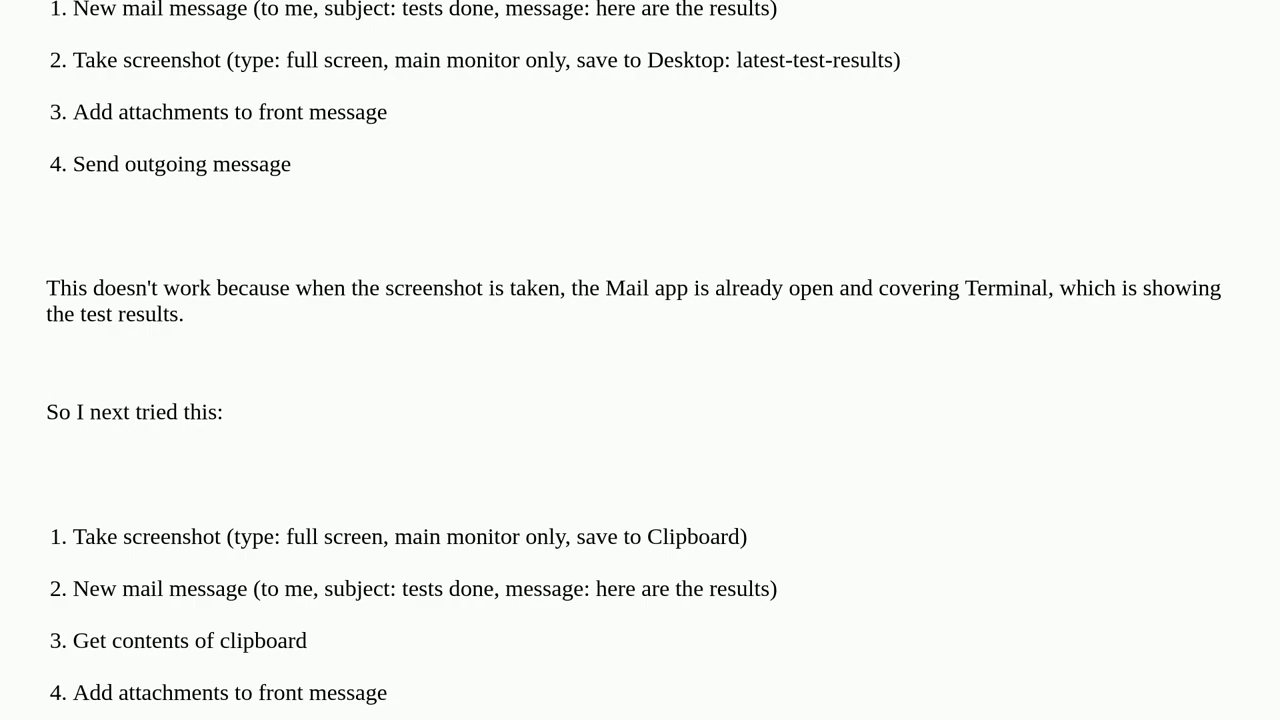 1. New mail message (to me, subject: tests done, message: here are the results)
2. Take screenshot (type: full screen, main monitor only, save to Desktop: latest-test-results)
3. Add attachments to front message
4. Send outgoing message
This doesn't work because when the screenshot is taken, the Mail app is already open and covering Terminal, which is showing
the test results.
So I next tried this:
1. Take screenshot (type: full screen, main monitor only, save to Clipboard)
2. New mail message (to me, subject: tests done, message: here are the results)
3. Get contents of clipboard
4. Add attachments to front message